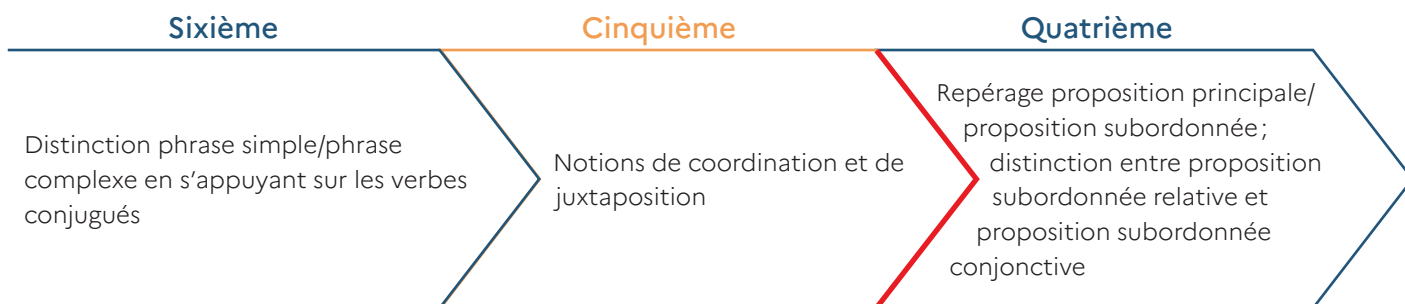 Sixième
Cinquième
Quatrième
Distinction phrase simple/phrase
complexe en s'appuyant sur les verbes
conjugués
Notions de coordination et de
juxtaposition
Repérage proposition principale/
proposition subordonnée ;
distinction entre proposition
subordonnée relative et
proposition subordonnée
conjonctive